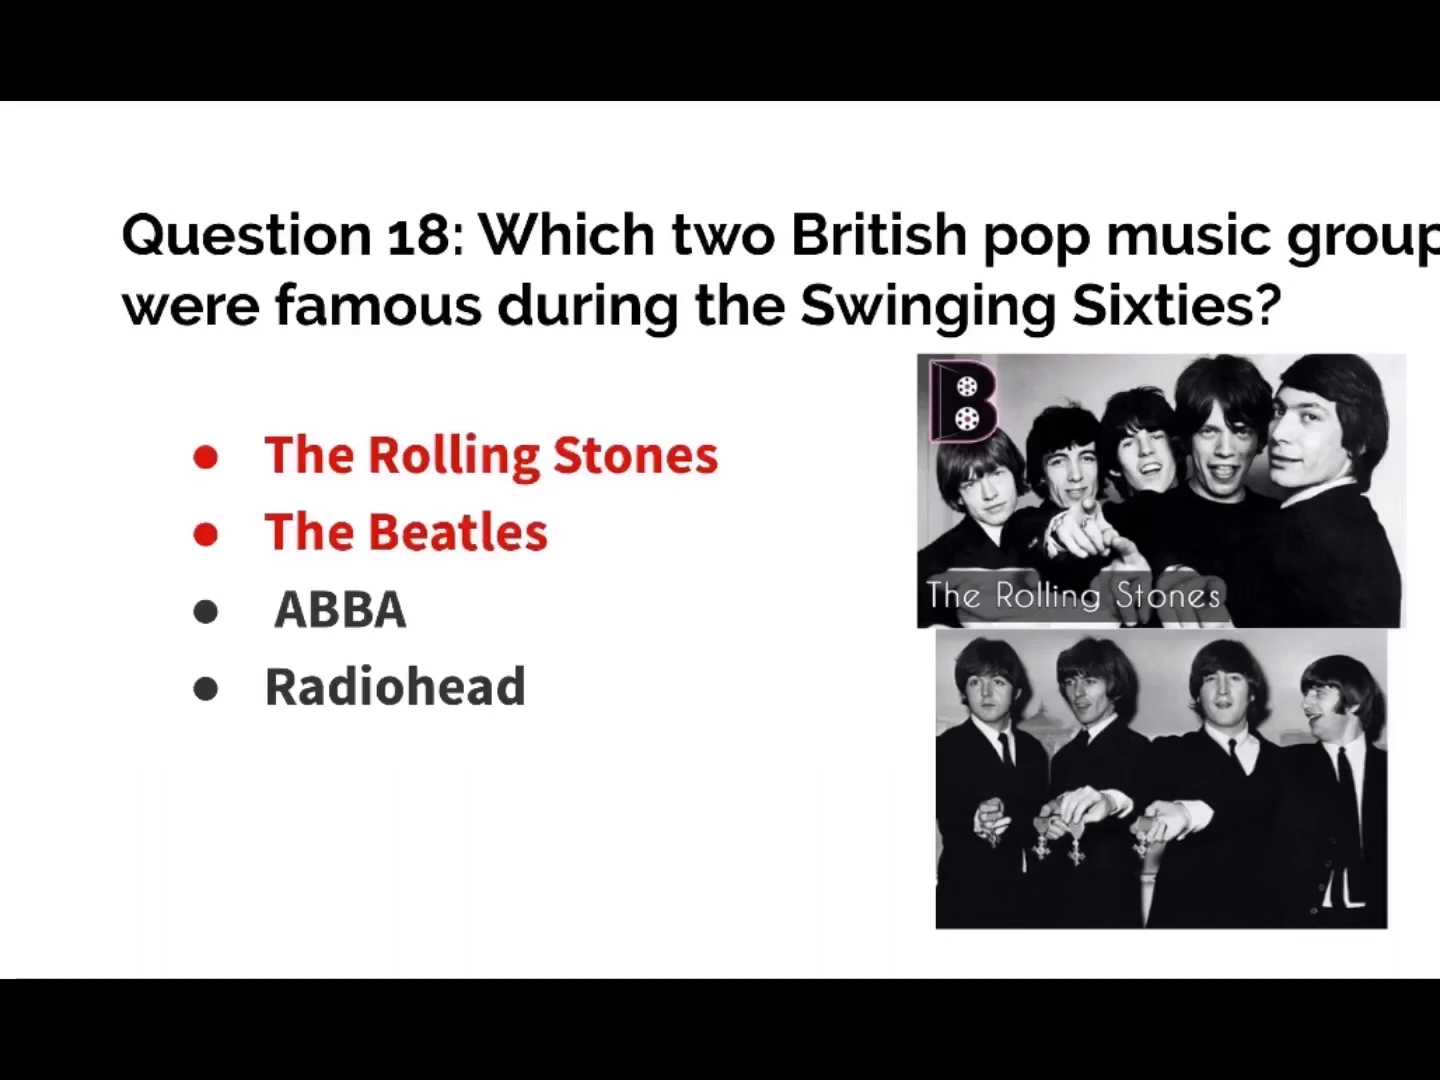 Question 18: Which two British pop music group
were famous during the Swinging Sixties?
● The Rolling Stones
● The Beatles
● ABBA
● Radiohead
B
The Rolling Stones